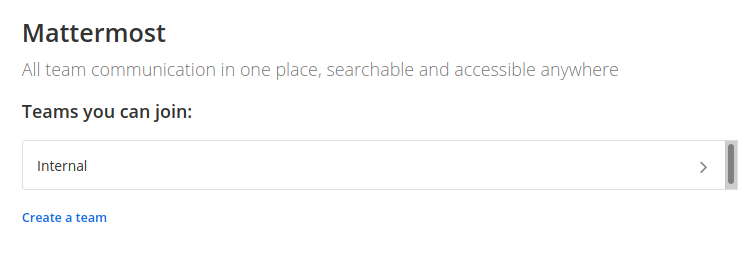 Mattermost
All team communication in one place, searchable and accessible anywhere
Teams you can join:
Internal
Create a team